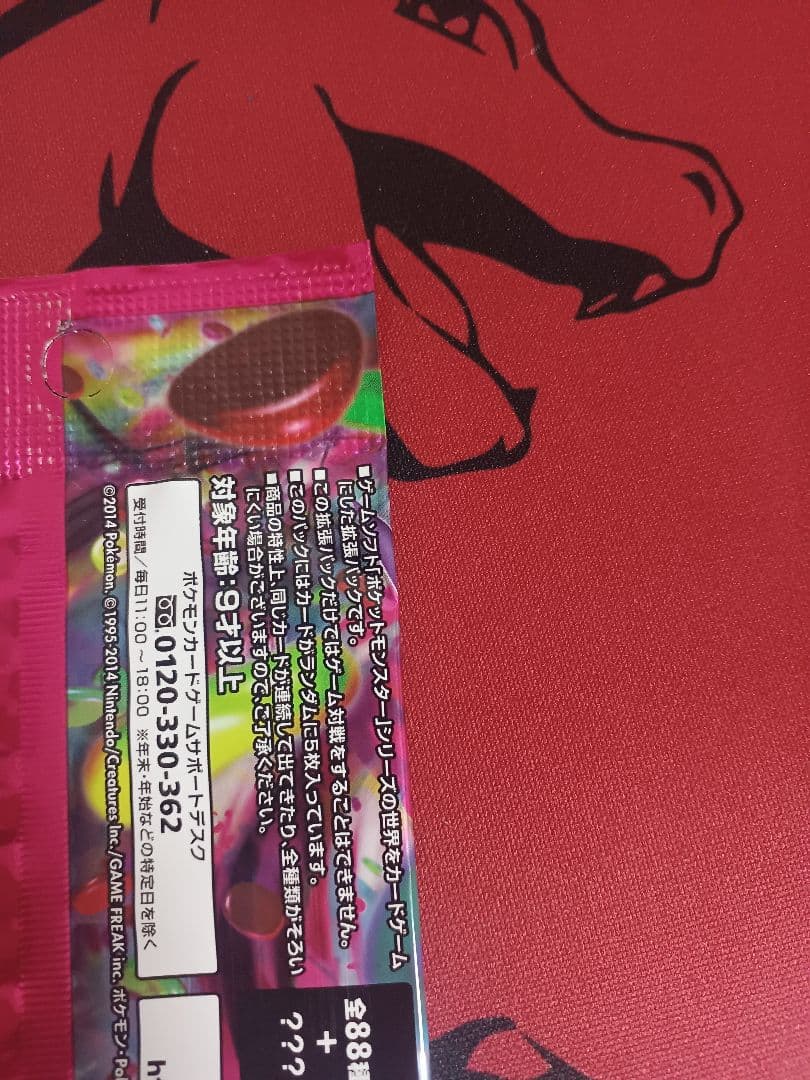 ■ゲームソフト「ポケットモンスター」シリーズの世界をカードゲーム
にした拡張パックです。
■この拡張パックだけではゲーム対戦をすることはできません。
■このパックにはカードがランダムに5枚入っています。
■商品の特性上、同じカードが連続して出てきたり、全種類がそろい
にくい場合がございますので、ご了承ください。
対象年齢:9才以上
ポケモンカードゲームサポートデスク
0120-330-362
受付時間/毎日11:00~18:00 ※年末・年始などの特定日を除く
©2014 Pokémon. ©1995-2014 Nintendo/Creatures Inc./GAME FREAK inc. ポケモン・Pok
全88種
+
???